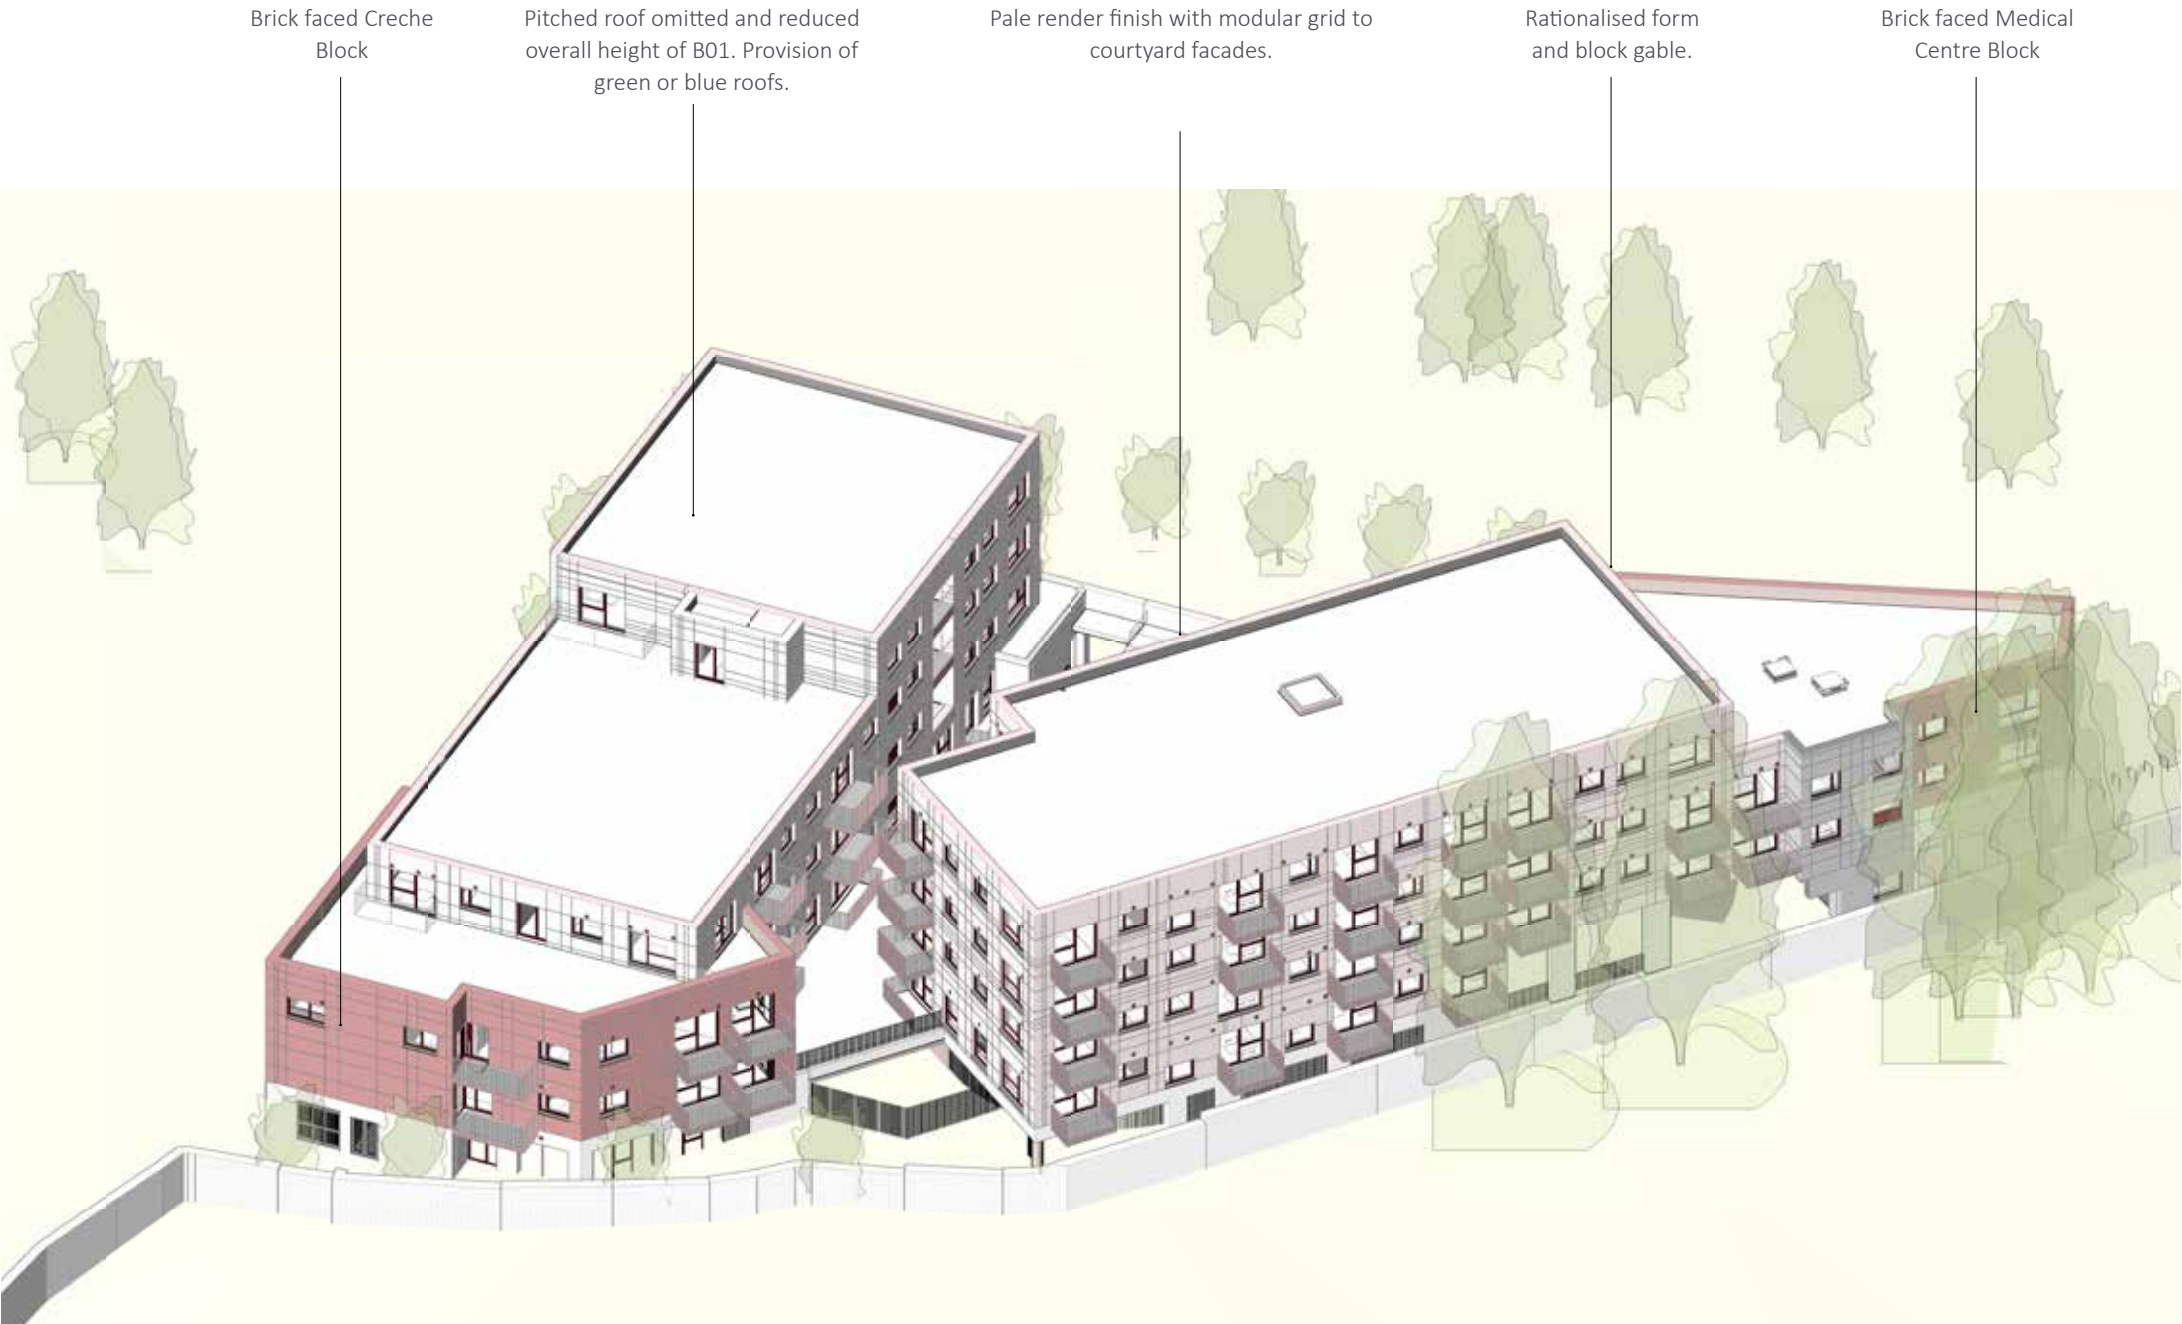 Brick faced Creche
Block
Pitched roof omitted and reduced
overall height of B01. Provision of
green or blue roofs.
Pale render finish with modular grid to
courtyard facades.
Rationalised form
and block gable.
Brick faced Medical
Centre Block